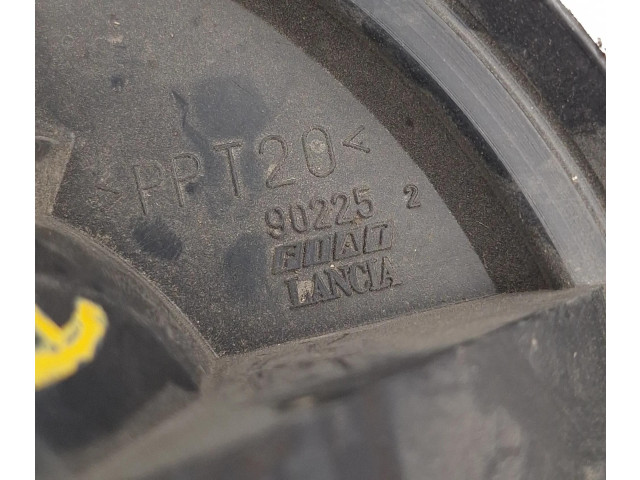 >PPT20<
90225 2
FIAT
LANCIA